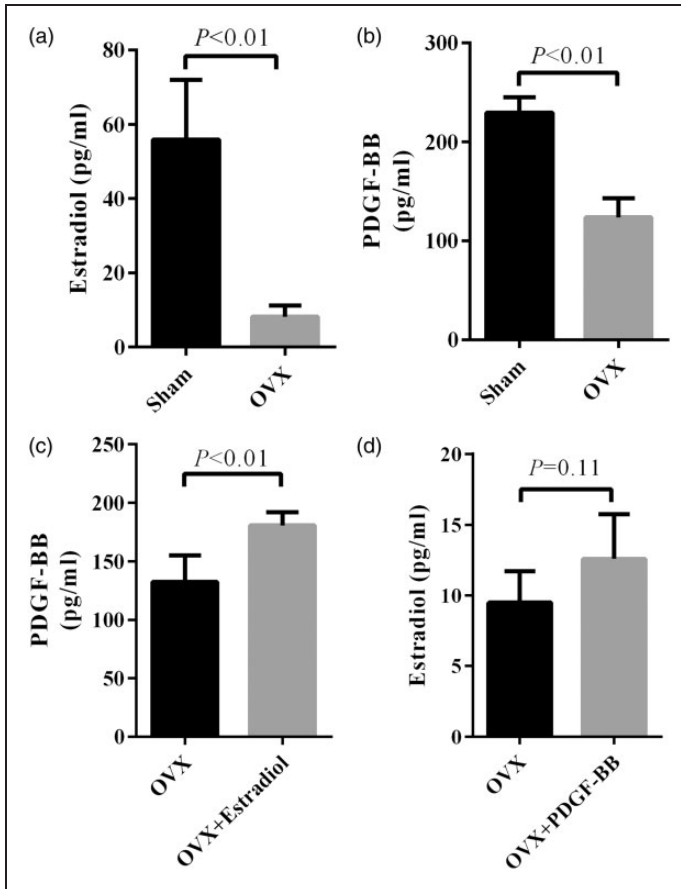 (a)
P<0.01
Estradiol (pg/ml)
80
60
40
20
0
Sham
OVX
(b)
P<0.01
PDGF-BB
(pg/ml)
300
200
100
0
Sham
OVX
(c)
P<0.01
PDGF-BB
(pg/ml)
250
200
150
100
50
0
OVX
OVX+Estradiol
(d)
P=0.11
Estradiol (pg/ml)
20
15
10
5
0
OVX
OVX+PDGF-BB